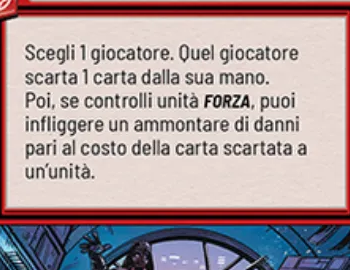 Scegli 1 giocatore. Quel giocatore
scarta 1 carta dalla sua mano.
Poi, se controlli unità FORZA, puoi
infliggere un ammontare di danni
pari al costo della carta scartata a
un'unità.